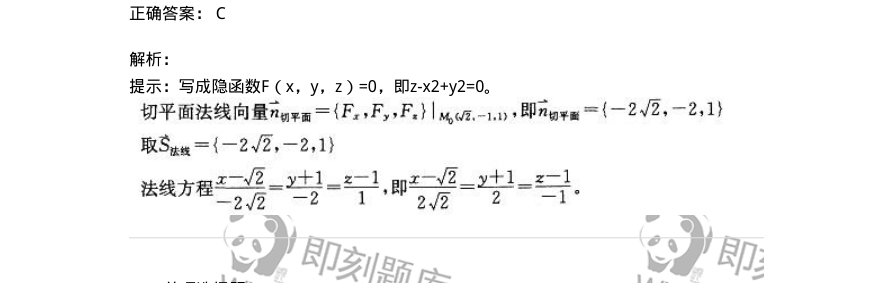 正确答案： C
解析：
提示：写成隐函数F（x，y，z）=0，即z-x2+y2=0。
切平面法线向量n⃗切平面={Fx,Fy,Fz}|M0(√2,-1,1),即n⃗切平面={-2√2,-2,1}
取S⃗法线={-2√2,-2,1}
法线方程(x-√2)/(-2√2)=(y+1)/(-2)=(z-1)/1,即(x-√2)/(2√2)=(y+1)/2=(z-1)/(-1)。
即刻题库 即刻